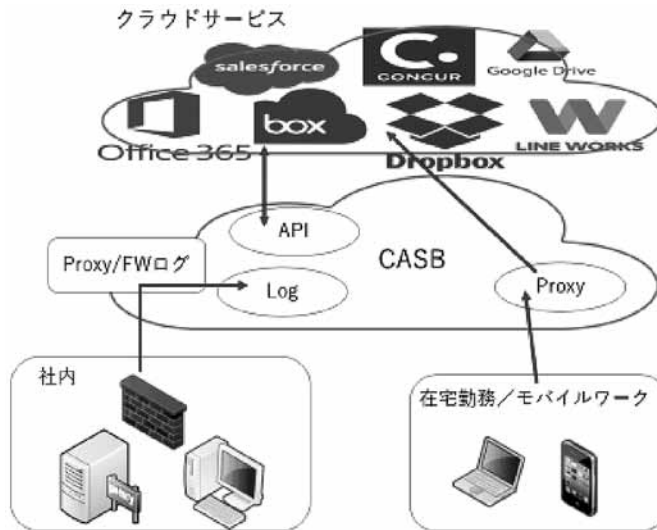 クラウドサービス
salesforce
C.
CONCUR
Google Drive
Office 365
box
Dropbox
W
LINE WORKS
API
CASB
Proxy/FWログ
Log
Proxy
社内
在宅勤務/モバイルワーク